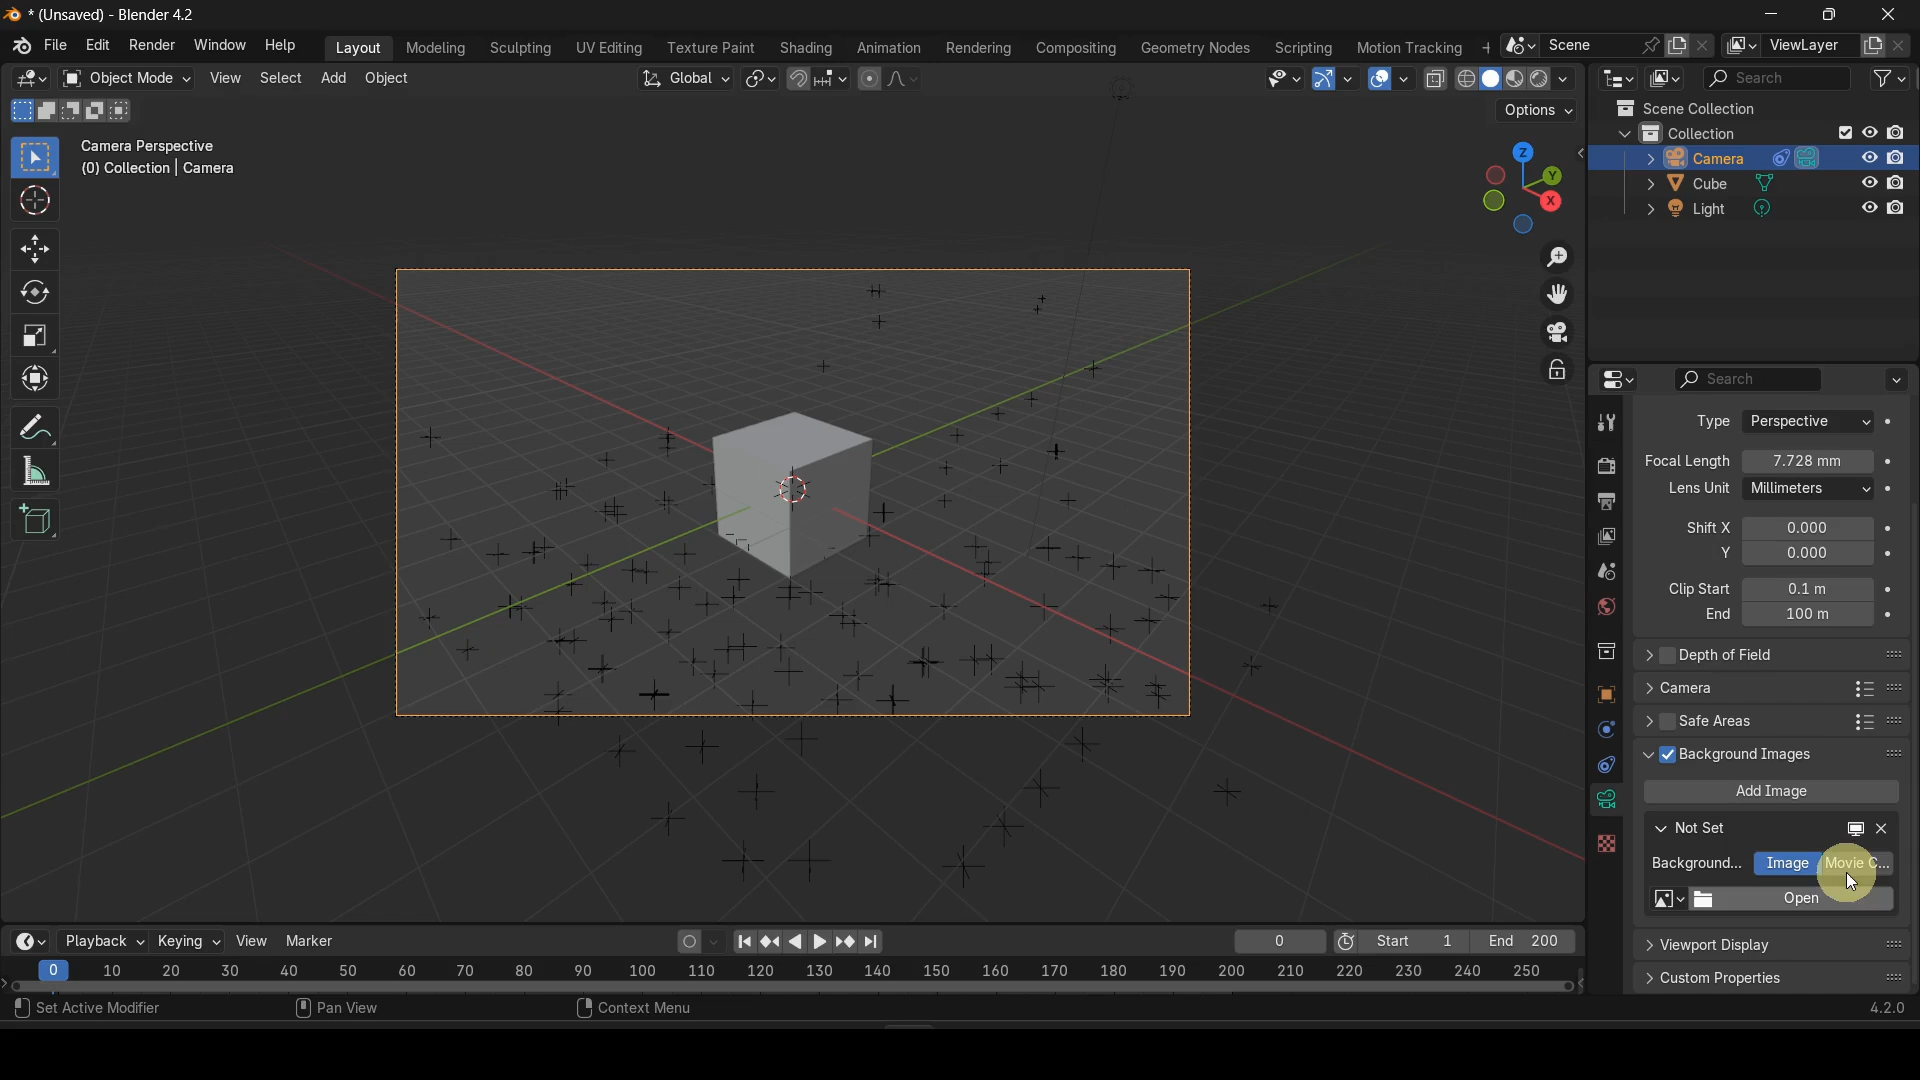 * (Unsaved) - Blender 4.2
File Edit Render Window Help Layout Modeling Sculpting UV Editing Texture Paint Shading Animation Rendering Compositing Geometry Nodes Scripting Motion Tracking + Scene ViewLayer
Object Mode View Select Add Object Global Search
Options
Camera Perspective
(0) Collection | Camera
Z
Y
X
Scene Collection
Collection
Camera
Cube
Light
Search
Type Perspective
Focal Length 7.728 mm
Lens Unit Millimeters
Shift X 0.000
Y 0.000
Clip Start 0.1 m
End 100 m
Depth of Field
Camera
Safe Areas
Background Images
Add Image
Not Set
Background... Image Movie C...
Open
Viewport Display
Custom Properties
Playback Keying View Marker 0 Start 1 End 200
0 10 20 30 40 50 60 70 80 90 100 110 120 130 140 150 160 170 180 190 200 210 220 230 240 250
Set Active Modifier Pan View Context Menu 4.2.0